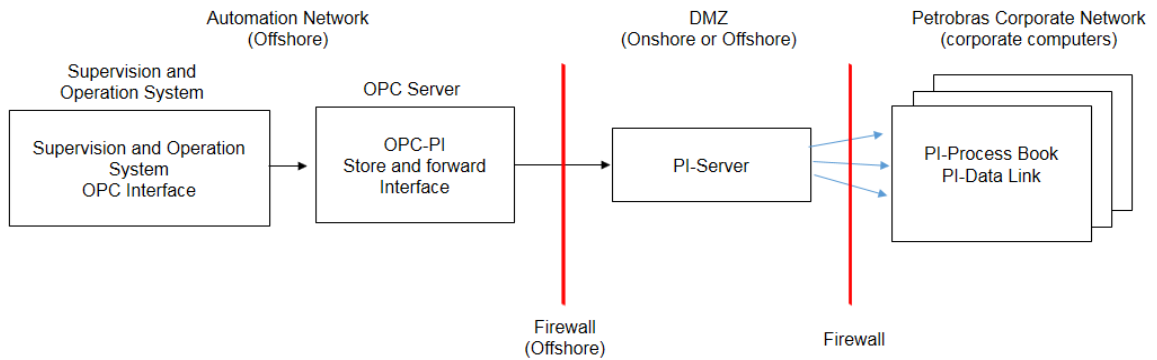 Automation Network
(Offshore)
DMZ
(Onshore or Offshore)
Petrobras Corporate Network
(corporate computers)
Supervision and
Operation System
OPC Server
Supervision and Operation
System
OPC Interface
OPC-PI
Store and forward
Interface
PI-Server
PI-Process Book
PI-Data Link
Firewall
(Offshore)
Firewall